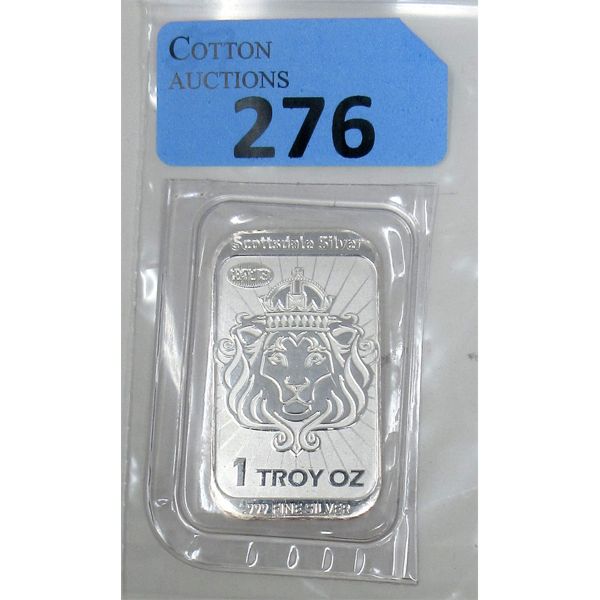 COTTON
AUCTIONS
276
Scottsdale Silver
1 TROY OZ
.999 FINE SILVER